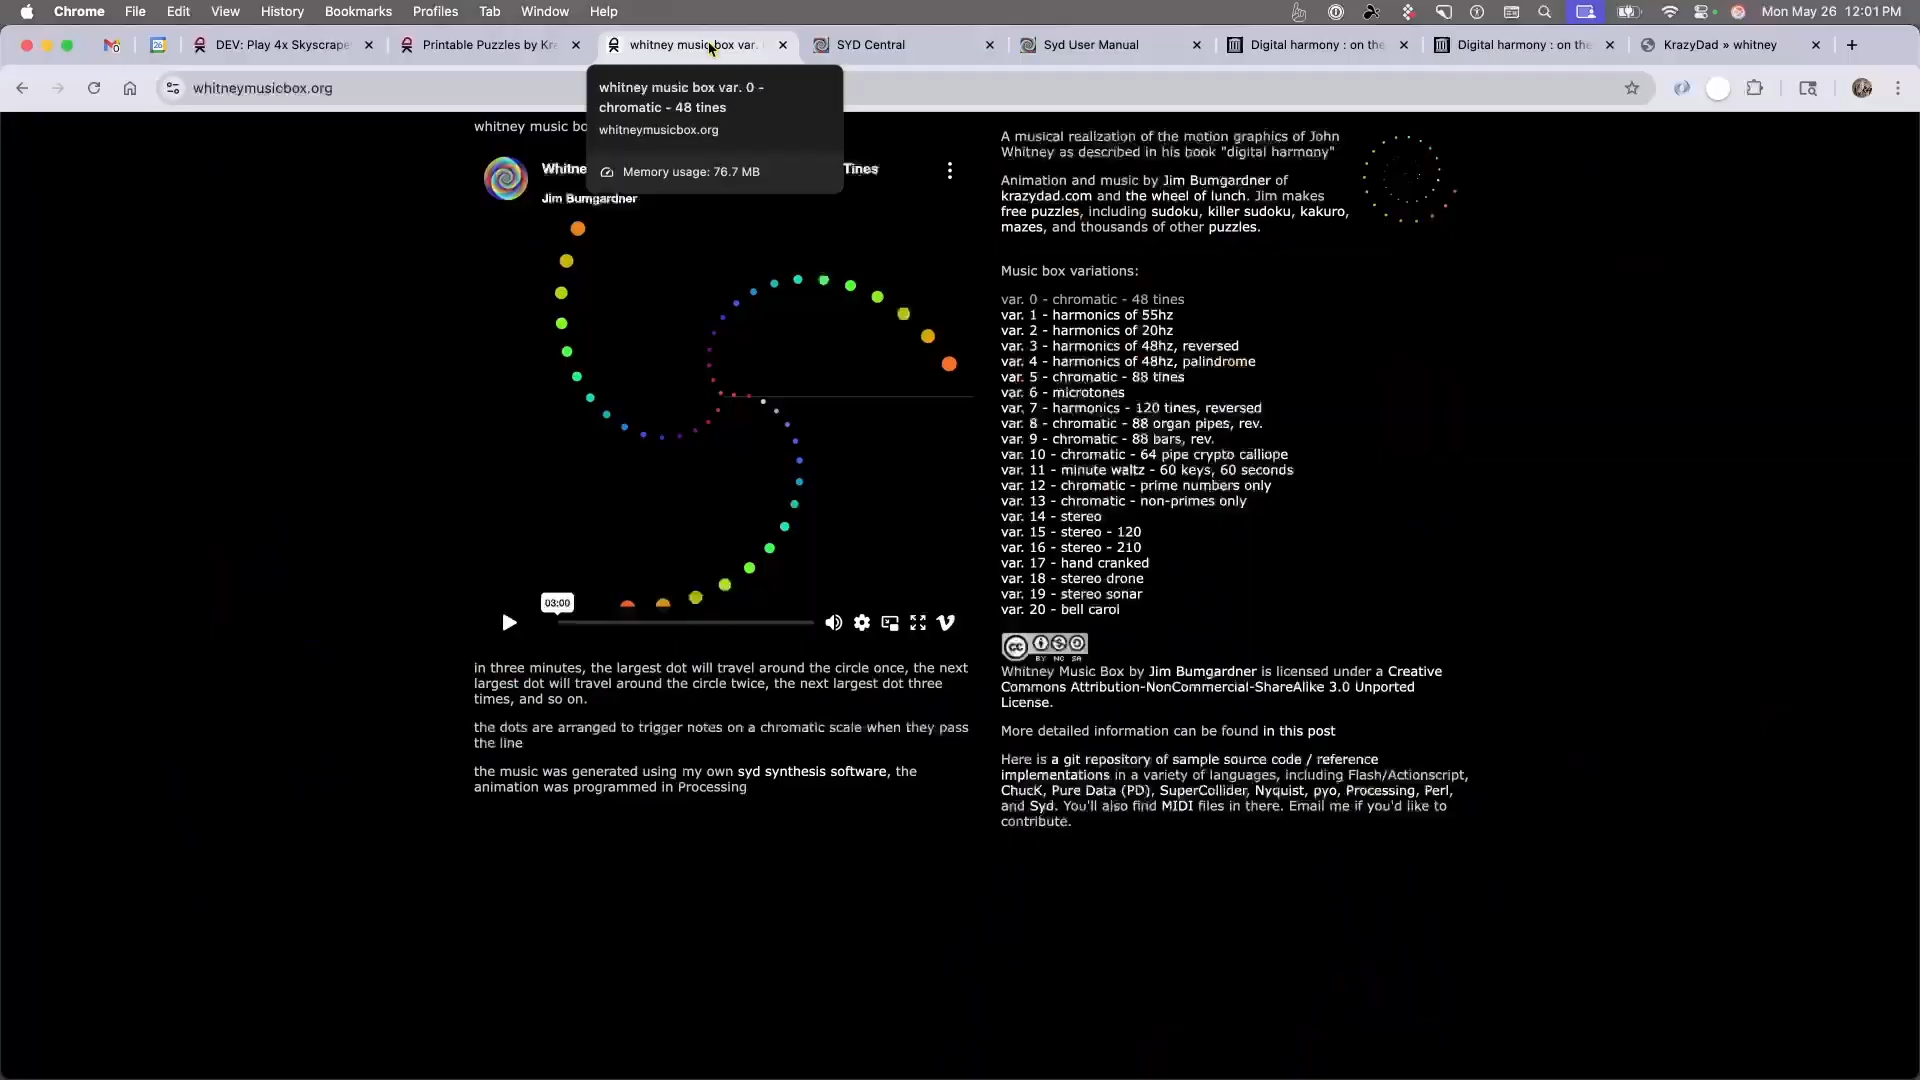 Chrome File Edit View History Bookmarks Profiles Tab Window Help Mon May 26 12:01 PM
DEV: Play 4x Skyscrape
Printable Puzzles by Kra
whitney music box var.
SYD Central
Syd User Manual
Digital harmony : on the
Digital harmony : on the
KrazyDad » whitney
whitneymusicbox.org
whitney music box var. 0 -
chromatic - 48 tines
whitneymusicbox.org
Memory usage: 76.7 MB
whitney music bo
Whitne
Tines
Jim Bumgardner
03:00
in three minutes, the largest dot will travel around the circle once, the next
largest dot will travel around the circle twice, the next largest dot three
times, and so on.
the dots are arranged to trigger notes on a chromatic scale when they pass
the line
the music was generated using my own syd synthesis software, the
animation was programmed in Processing
A musical realization of the motion graphics of John
Whitney as described in his book "digital harmony"
Animation and music by Jim Bumgardner of
krazydad.com and the wheel of lunch. Jim makes
free puzzles, including sudoku, killer sudoku, kakuro,
mazes, and thousands of other puzzles.
Music box variations:
var. 0 - chromatic - 48 tines
var. 1 - harmonics of 55hz
var. 2 - harmonics of 20hz
var. 3 - harmonics of 48hz, reversed
var. 4 - harmonics of 48hz, palindrome
var. 5 - chromatic - 88 tines
var. 6 - microtones
var. 7 - harmonics - 120 tines, reversed
var. 8 - chromatic - 88 organ pipes, rev.
var. 9 - chromatic - 88 bars, rev.
var. 10 - chromatic - 64 pipe crypto calliope
var. 11 - minute waltz - 60 keys, 60 seconds
var. 12 - chromatic - prime numbers only
var. 13 - chromatic - non-primes only
var. 14 - stereo
var. 15 - stereo - 120
var. 16 - stereo - 210
var. 17 - hand cranked
var. 18 - stereo drone
var. 19 - stereo sonar
var. 20 - bell carol
cc BY NC SA
Whitney Music Box by Jim Bumgardner is licensed under a Creative
Commons Attribution-NonCommercial-ShareAlike 3.0 Unported
License.
More detailed information can be found in this post
Here is a git repository of sample source code / reference
implementations in a variety of languages, including Flash/Actionscript,
ChucK, Pure Data (PD), SuperCollider, Nyquist, pyo, Processing, Perl,
and Syd. You'll also find MIDI files in there. Email me if you'd like to
contribute.